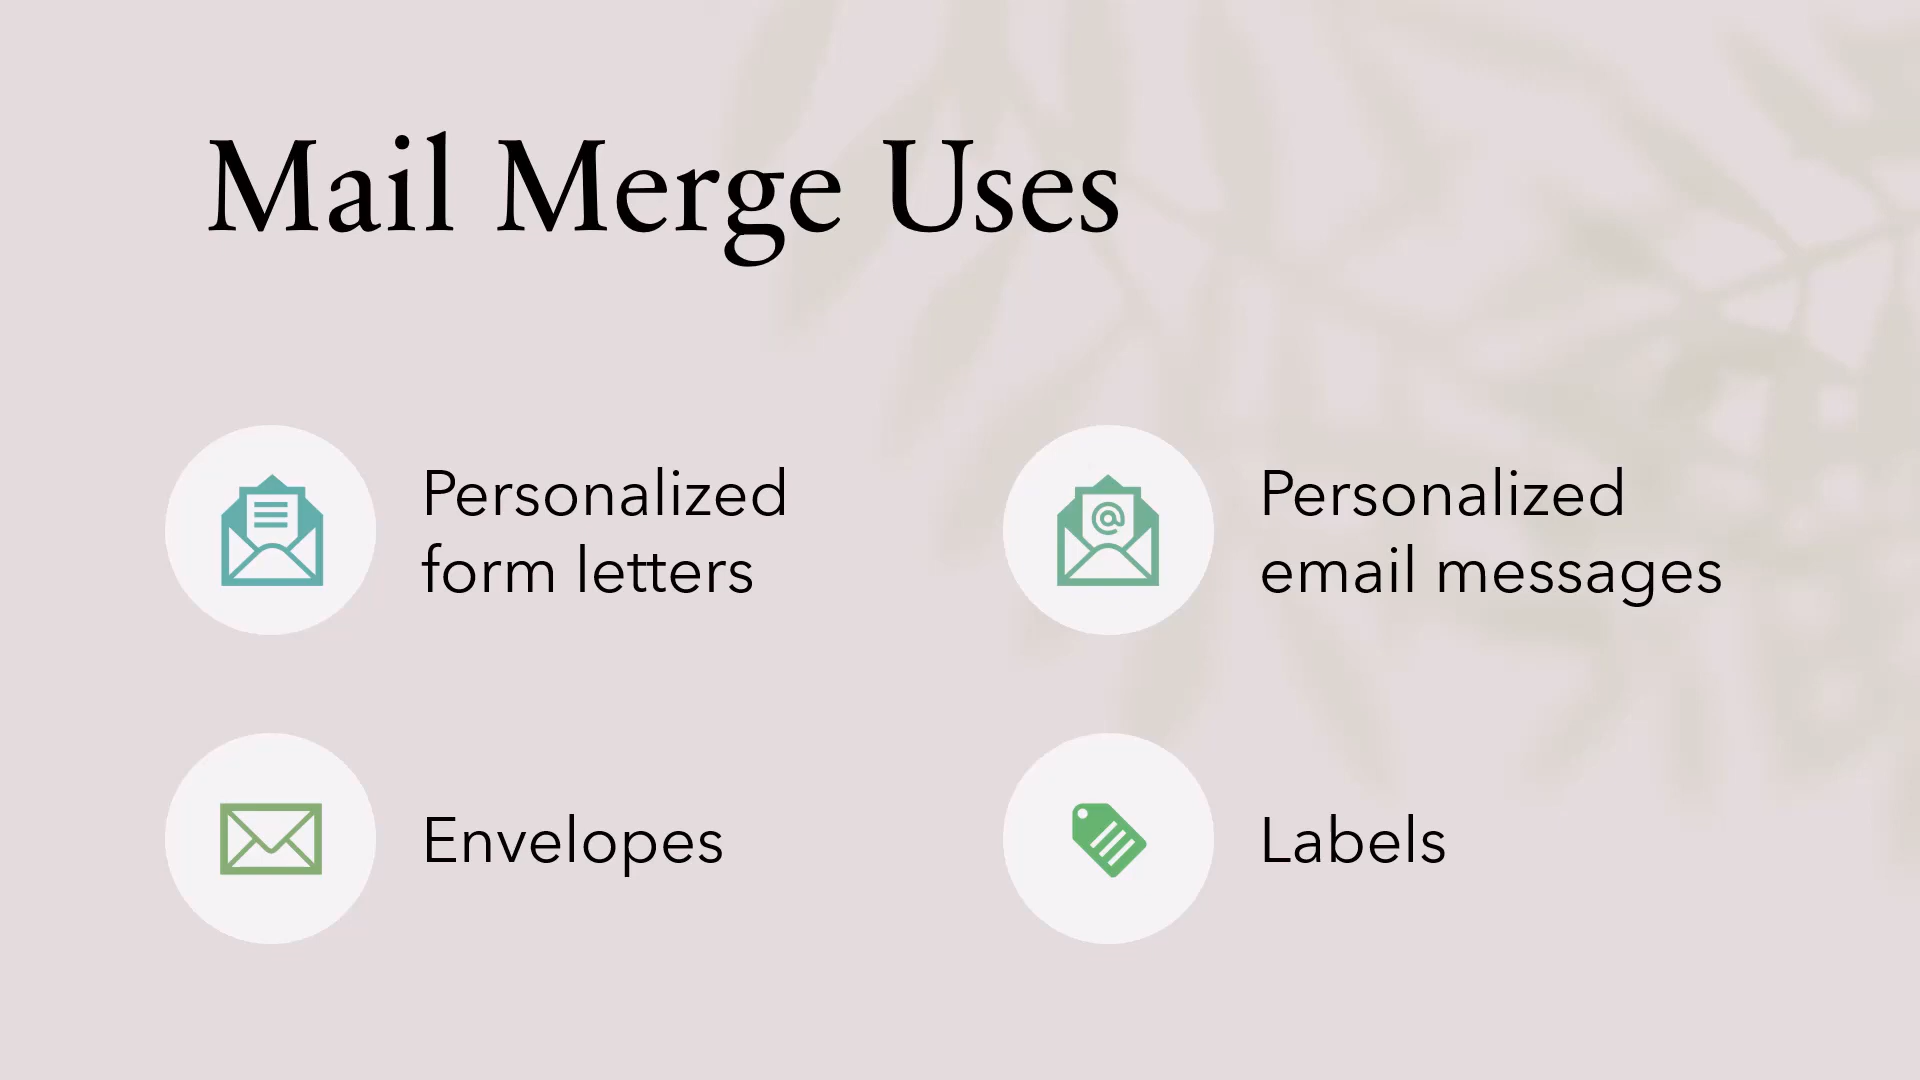 Mail Merge Uses
Personalized
form letters
Personalized
email messages
Envelopes
Labels